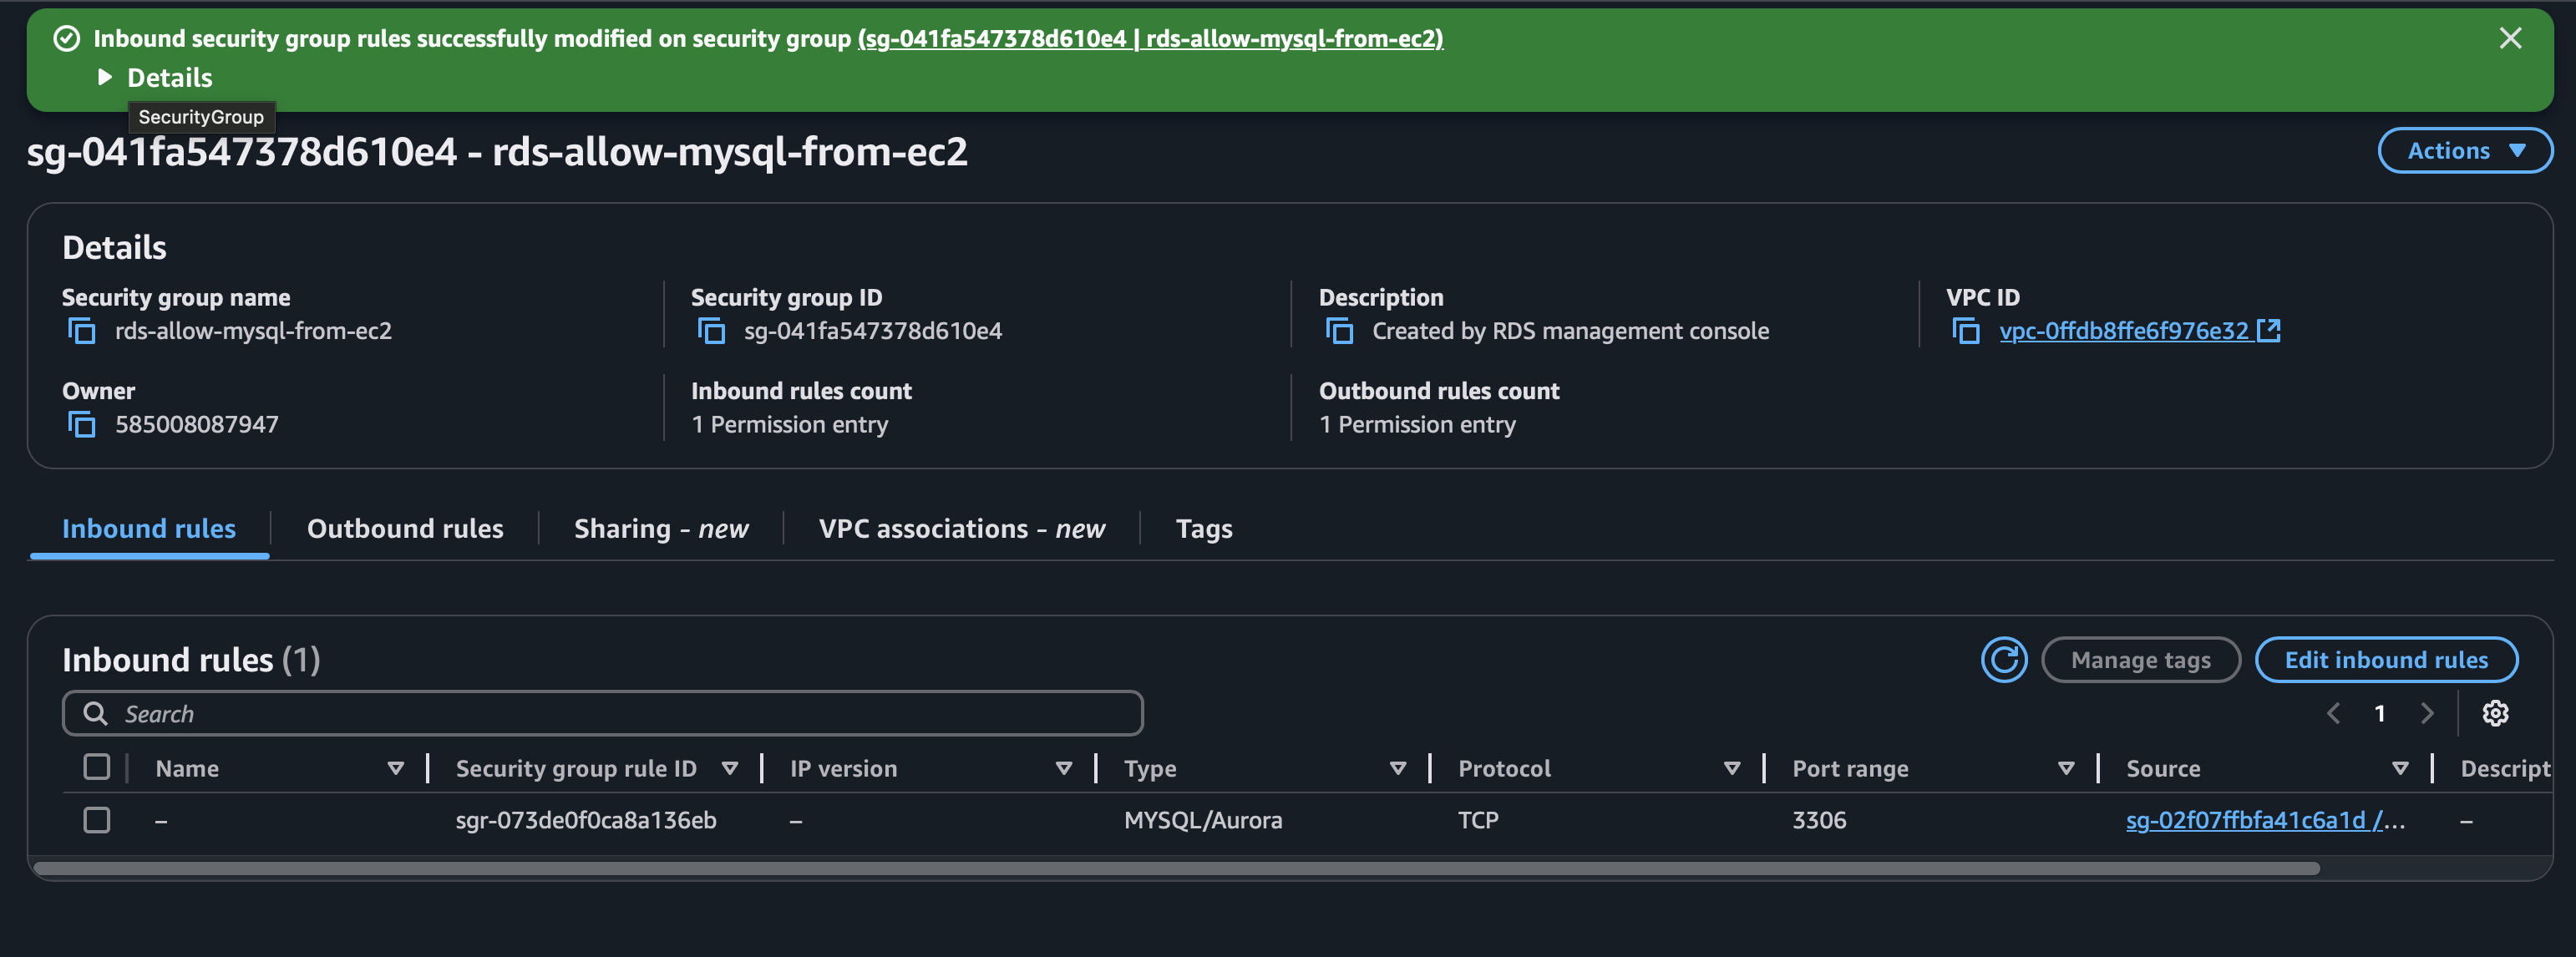 Inbound security group rules successfully modified on security group (sg-041fa547378d610e4 | rds-allow-mysql-from-ec2)
Details
SecurityGroup
sg-041fa547378d610e4 - rds-allow-mysql-from-ec2
Actions
Details
Security group name
rds-allow-mysql-from-ec2
Security group ID
sg-041fa547378d610e4
Description
Created by RDS management console
VPC ID
vpc-0ffdb8ffe6f976e32
Owner
585008087947
Inbound rules count
1 Permission entry
Outbound rules count
1 Permission entry
Inbound rules
Outbound rules
Sharing - new
VPC associations - new
Tags
Inbound rules (1)
Manage tags
Edit inbound rules
Search
1
Name
Security group rule ID
IP version
Type
Protocol
Port range
Source
Descript
–
sgr-073de0f0ca8a136eb
–
MYSQL/Aurora
TCP
3306
sg-02f07ffbfa41c6a1d /...
–